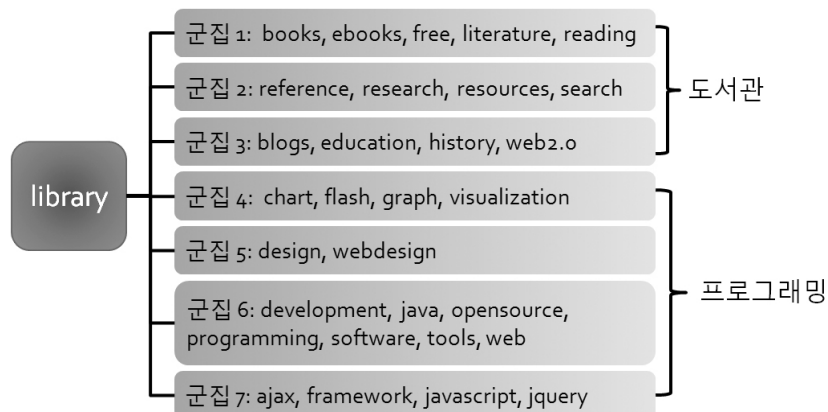 군집 1: books, ebooks, free, literature, reading
군집 2: reference, research, resources, search
도서관
군집 3: blogs, education, history, web2.0
library
군집 4: chart, flash, graph, visualization
군집 5: design, webdesign
프로그래밍
군집 6: development, java, opensource,
programming, software, tools, web
군집 7: ajax, framework, javascript, jquery